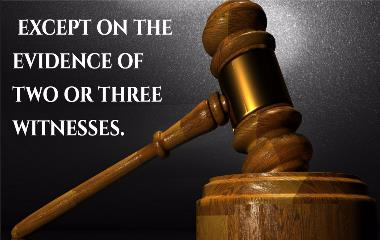 EXCEPT ON THE
EVIDENCE OF
TWO OR THREE
WITNESSES.